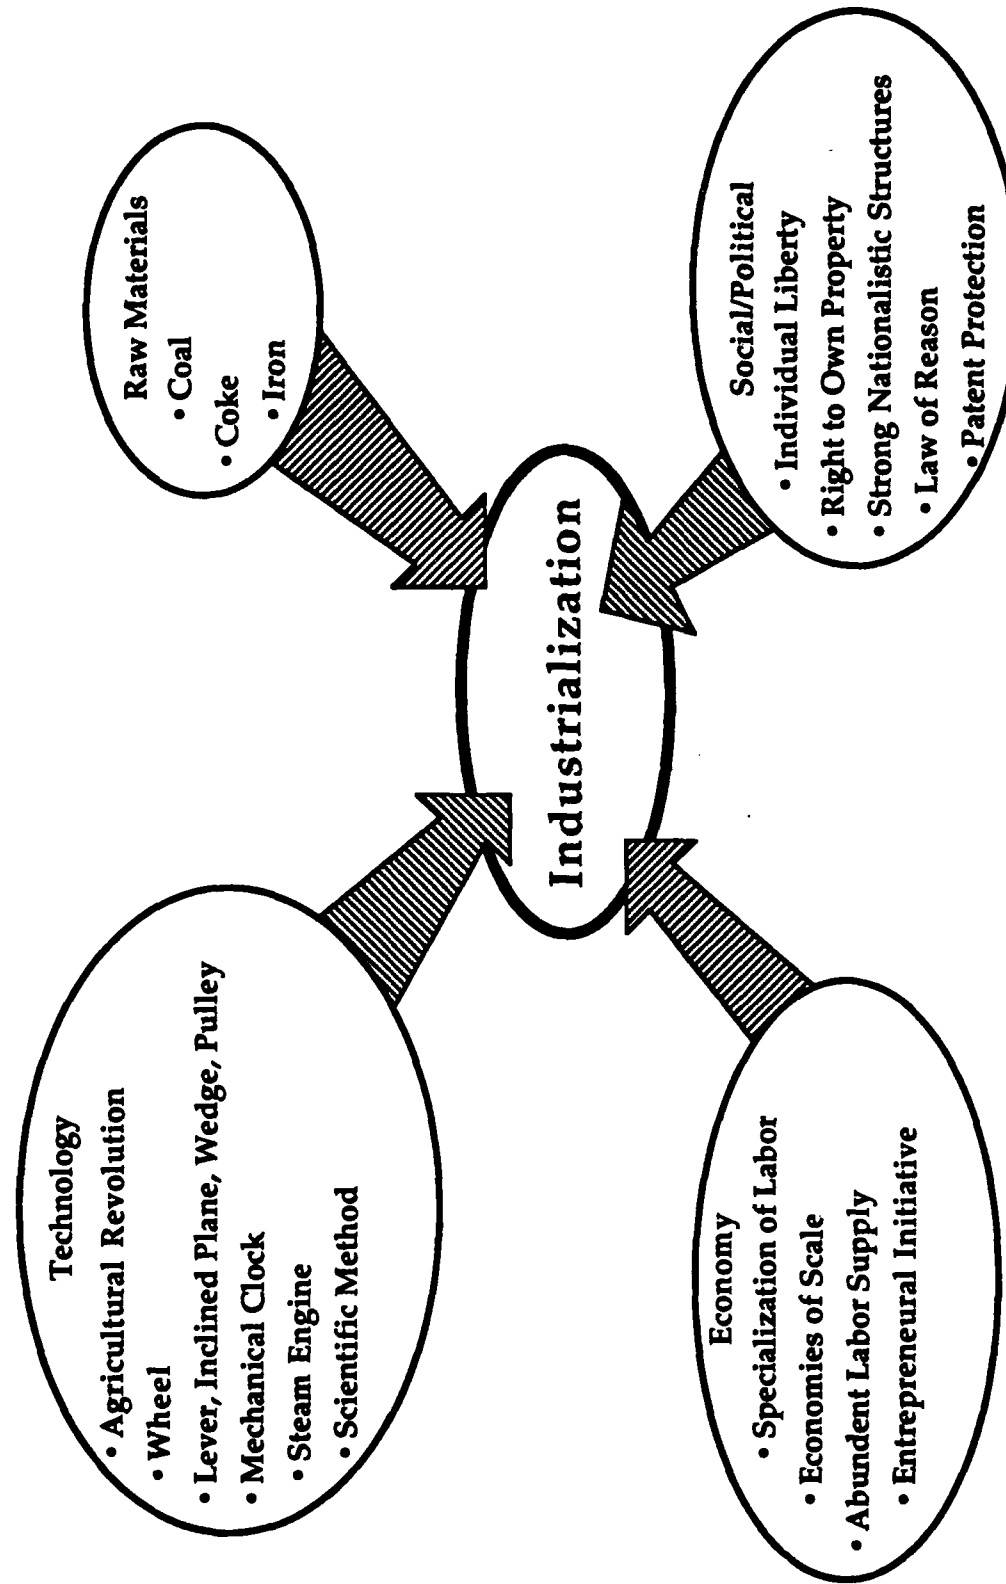 Technology
• Agricultural Revolution
• Wheel
• Lever, Inclined Plane, Wedge, Pulley
• Mechanical Clock
• Steam Engine
• Scientific Method
Raw Materials
• Coal
• Coke
• Iron
Industrialization
Economy
• Specialization of Labor
• Economies of Scale
• Abundent Labor Supply
• Entrepreneural Initiative
Social/Political
• Individual Liberty
• Right to Own Property
• Strong Nationalistic Structures
• Law of Reason
• Patent Protection